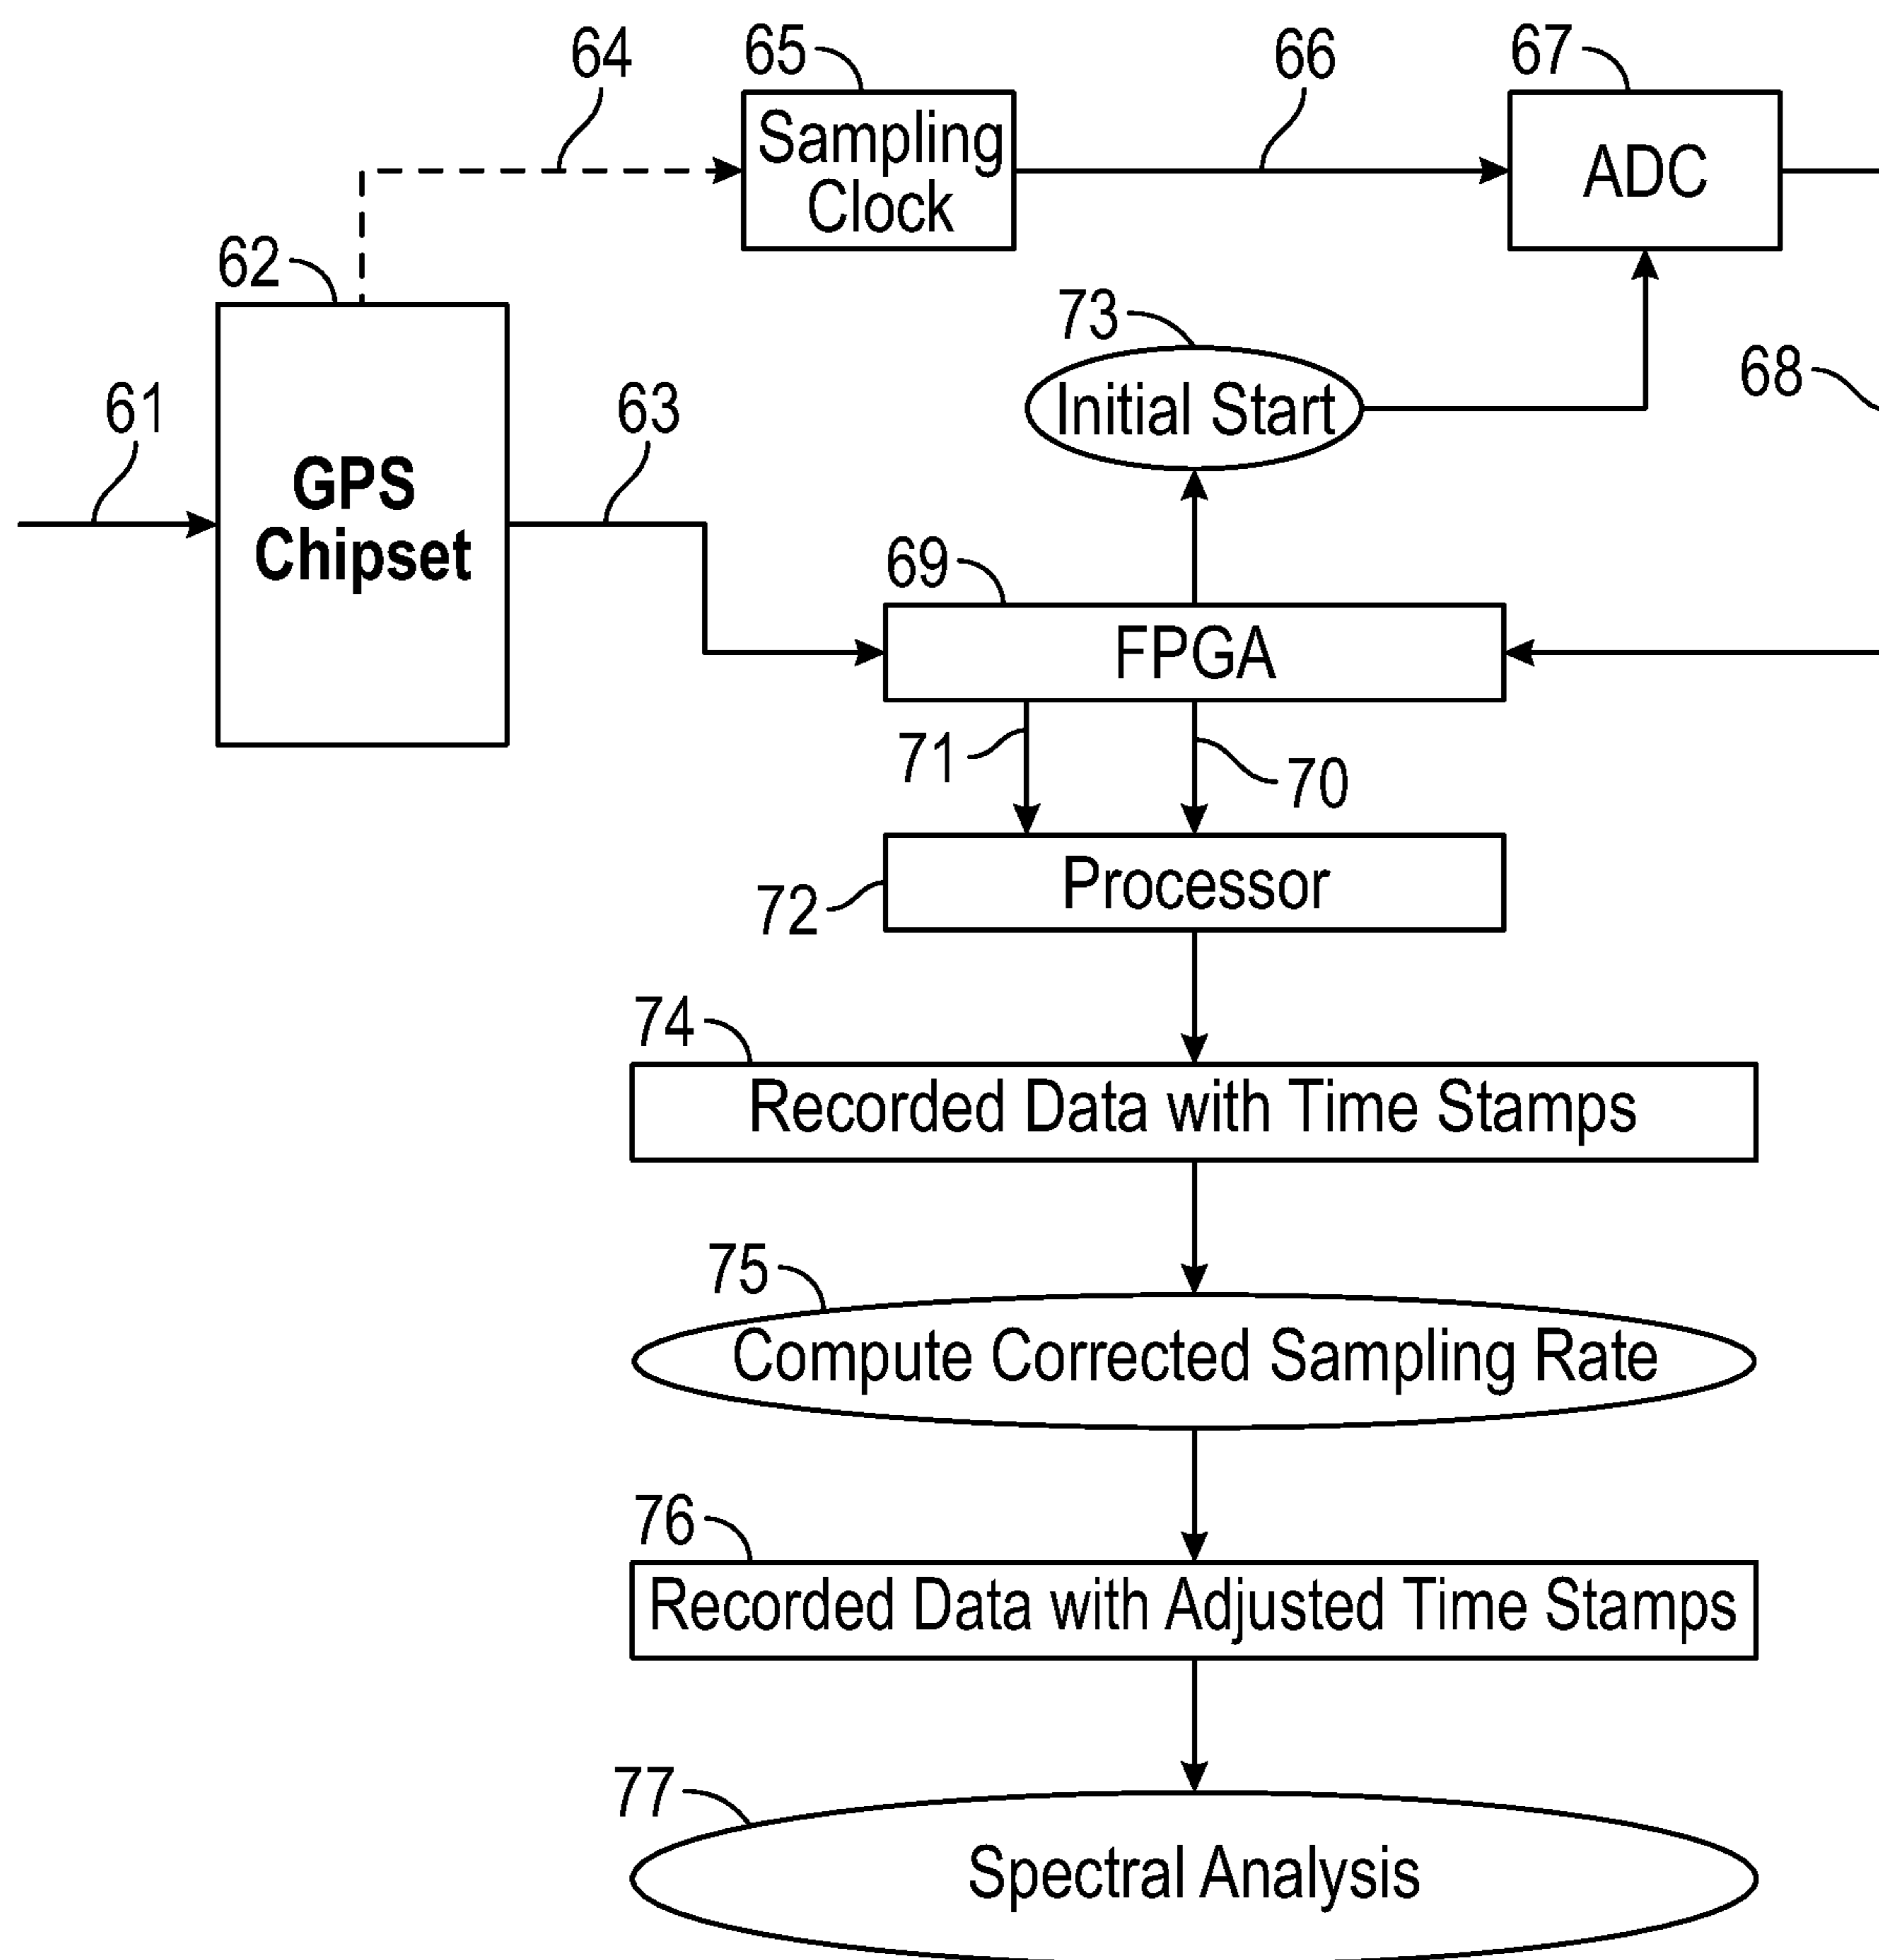 64
65
66
67
Sampling
Clock
ADC
62
73
68
61
63
Initial Start
GPS
Chipset
69
FPGA
71
70
72
Processor
74
Recorded Data with Time Stamps
75
Compute Corrected Sampling Rate
76
Recorded Data with Adjusted Time Stamps
77
Spectral Analysis